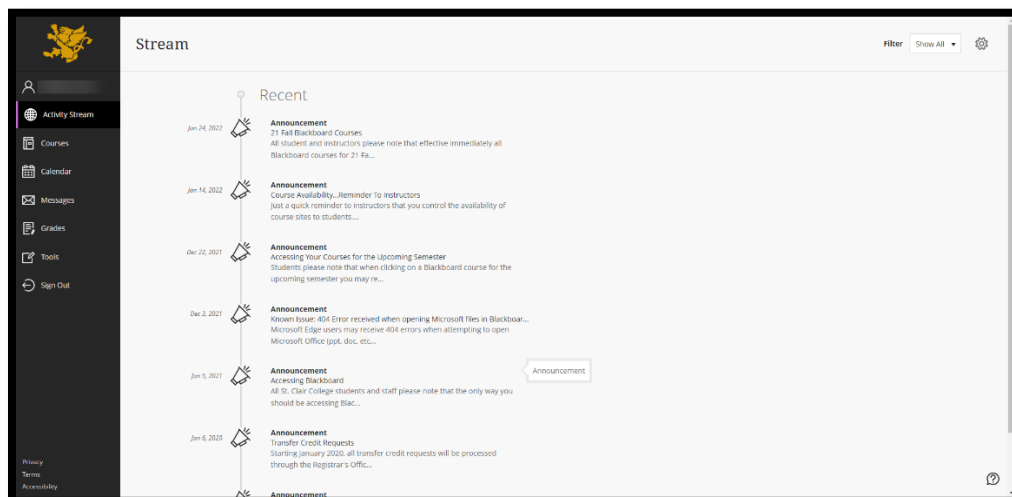 Stream
Filter Show All
Activity Stream
Courses
Calendar
Messages
Grades
Tools
Sign Out
Privacy
Terms
Accessibility
Recent
Jan 24, 2022
Announcement
21 Fall Blackboard Courses
All student and instructors please note that effective immediately all
Blackboard courses for 21 Fa...
Jan 14, 2022
Announcement
Course Availability...Reminder To Instructors
Just a quick reminder to instructors that you control the availability of
course sites to students....
Dec 22, 2021
Announcement
Accessing Your Courses for the Upcoming Semester
Students please note that when clicking on a Blackboard course for the
upcoming semester you may re...
Dec 3, 2021
Announcement
Known Issue: 404 Error received when opening Microsoft files in Blackboar...
Microsoft Edge users may receive 404 errors when attempting to open
Microsoft Office (ppt, doc, etc...
Jan 5, 2021
Announcement
Accessing Blackboard
All St. Clair College students and staff please note that the only way you
should be accessing Blac...
Announcement
Jan 6, 2020
Announcement
Transfer Credit Requests
Starting January 2020, all transfer credit requests will be processed
through the Registrar's Offic...
Announcement